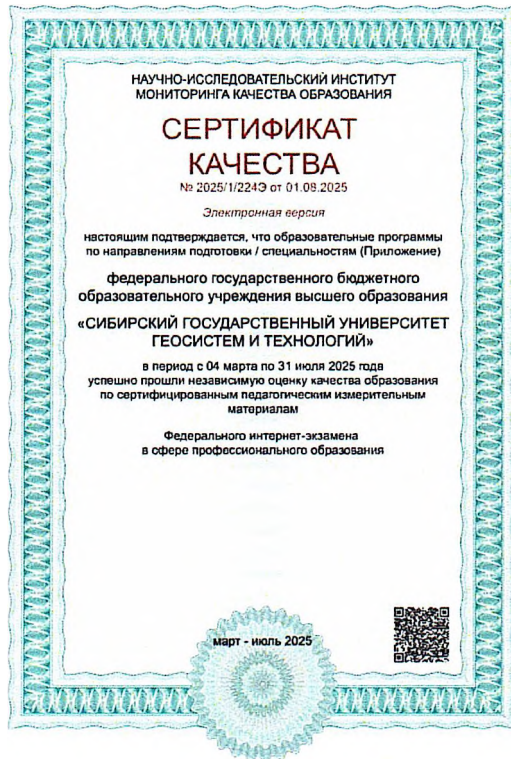 НАУЧНО-ИССЛЕДОВАТЕЛЬСКИЙ ИНСТИТУТ
МОНИТОРИНГА КАЧЕСТВА ОБРАЗОВАНИЯ
СЕРТИФИКАТ
КАЧЕСТВА
№ 2025/1/224Э от 01.08.2025
Электронная версия
настоящим подтверждается, что образовательные программы
по направлениям подготовки / специальностям (Приложение)
федерального государственного бюджетного
образовательного учреждения высшего образования
«СИБИРСКИЙ ГОСУДАРСТВЕННЫЙ УНИВЕРСИТЕТ
ГЕОСИСТЕМ И ТЕХНОЛОГИЙ»
в период с 04 марта по 31 июля 2025 года
успешно прошли независимую оценку качества образования
по сертифицированным педагогическим измерительным
материалам
Федерального интернет-экзамена
в сфере профессионального образования
март - июль 2025